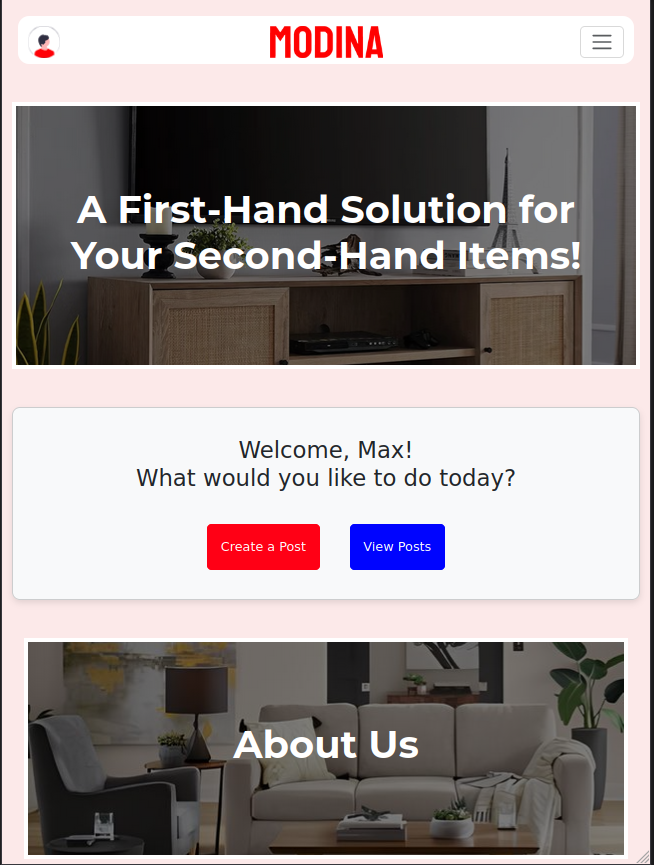 MODINA
A First-Hand Solution for
Your Second-Hand Items!
Welcome, Max!
What would you like to do today?
Create a Post
View Posts
About Us